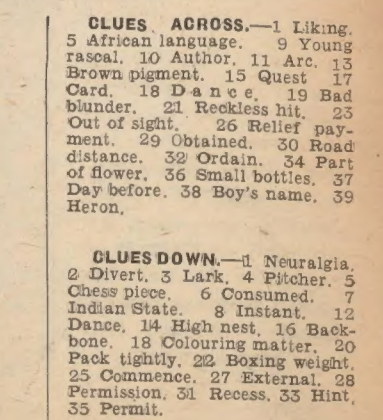 CLUES ACROSS.—1 Liking.
5 African language. 9 Young
rascal. 10 Author. 11 Arc. 13
Brown pigment. 15 Quest 17
Card. 18 Dance. 19 Bad
blunder. 21 Reckless hit. 23
Out of sight. 26 Relief pay-
ment. 29 Obtained. 30 Road
distance. 32 Ordain. 34 Part
of flower. 36 Small bottles. 37
Day before. 38 Boy's name. 39
Heron.
CLUES DOWN.—1 Neuralgia.
2 Divert. 3 Lark. 4 Pitcher. 5
Chess piece. 6 Consumed. 7
Indian State. 8 Instant. 12
Dance. 14 High nest. 16 Back-
bone. 18 Colouring matter. 20
Pack tightly. 22 Boxing weight.
25 Commence. 27 External. 28
Permission. 31 Recess. 33 Hint.
35 Permit.